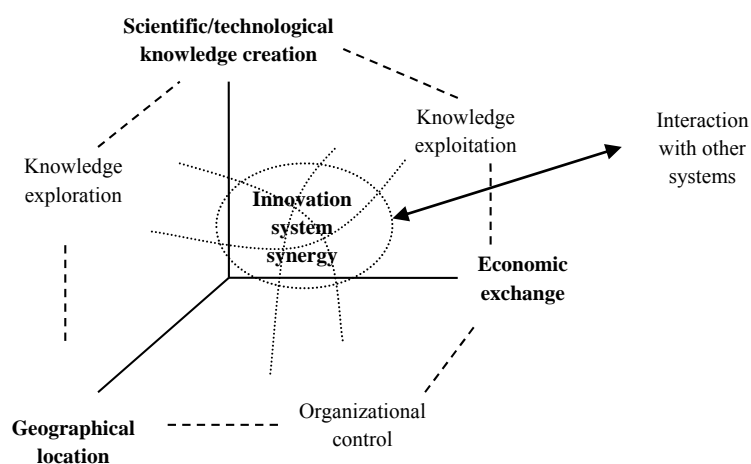 Scientific/technological
knowledge creation
Knowledge
exploitation
Interaction
with other
systems
Knowledge
exploration
Innovation
system
synergy
Economic
exchange
Organizational
control
Geographical
location